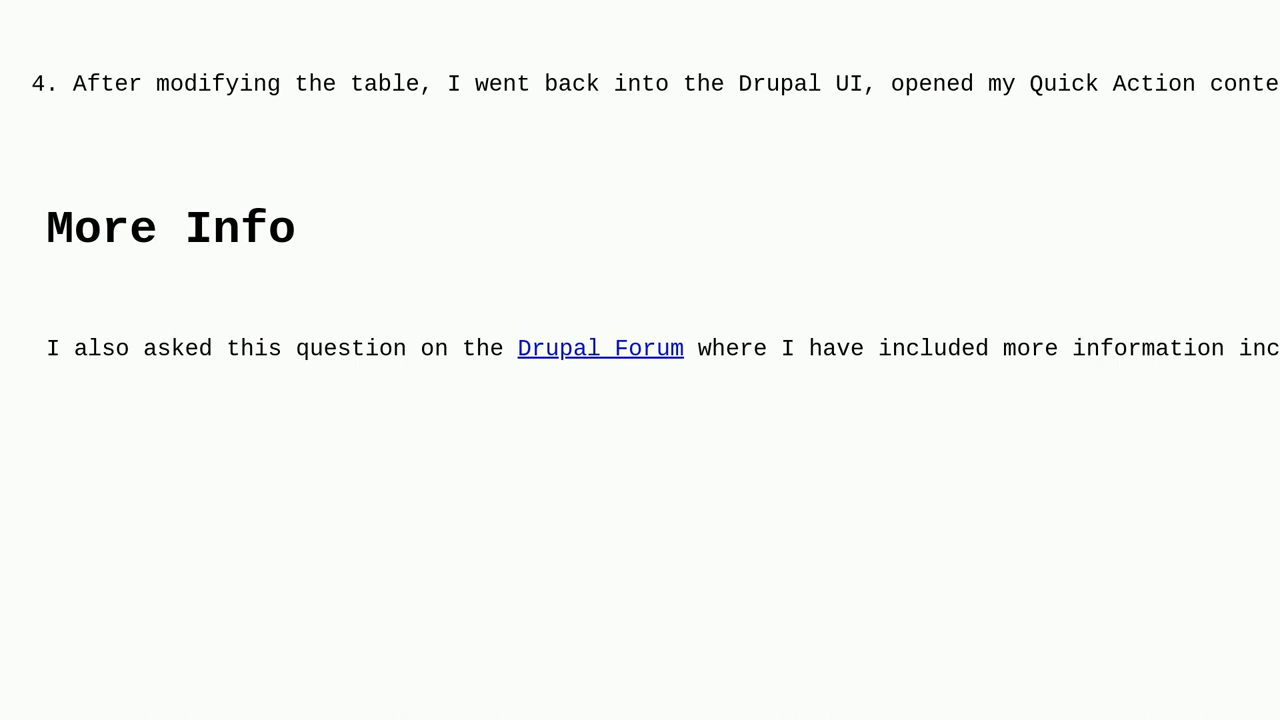 4. After modifying the table, I went back into the Drupal UI, opened my Quick Action conte
More Info
I also asked this question on the Drupal Forum where I have included more information inc